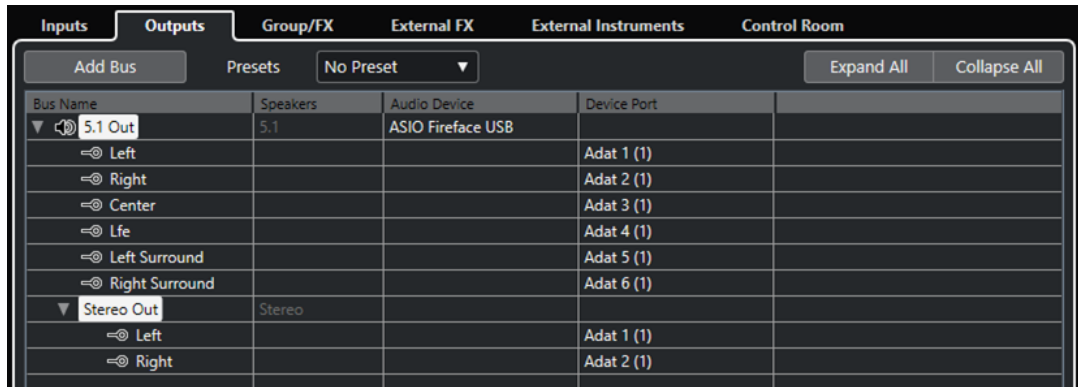 Inputs Outputs Group/FX External FX External Instruments Control Room
Add Bus Presets No Preset Expand All Collapse All
Bus Name Speakers Audio Device Device Port
5.1 Out 5.1 ASIO Fireface USB
Left Adat 1 (1)
Right Adat 2 (1)
Center Adat 3 (1)
Lfe Adat 4 (1)
Left Surround Adat 5 (1)
Right Surround Adat 6 (1)
Stereo Out Stereo
Left Adat 1 (1)
Right Adat 2 (1)